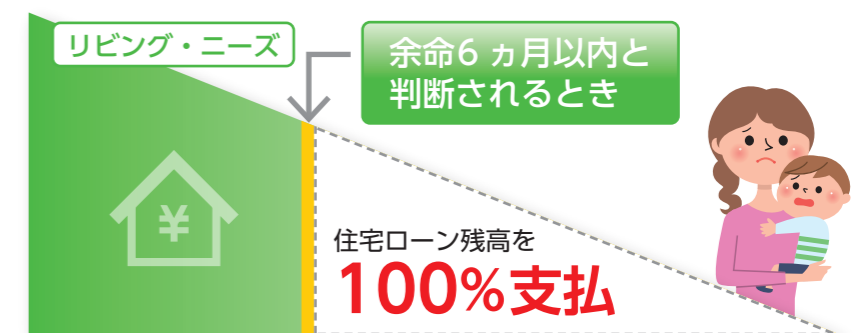 リビング・ニーズ
余命6 ヵ月以内と
判断されるとき
¥
住宅ローン残高を
100%支払